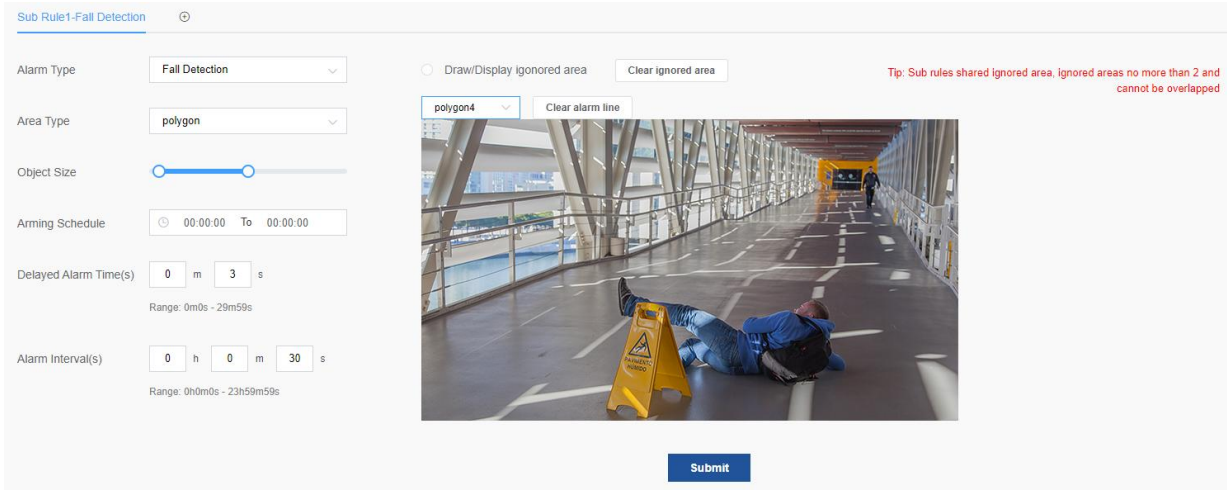 Sub Rule1-Fall Detection
Alarm Type
Fall Detection
Draw/Display igonored area
Clear ignored area
Tip: Sub rules shared ignored area, ignored areas no more than 2 and
cannot be overlapped
polygon4
Clear alarm line
Area Type
polygon
Object Size
Arming Schedule
00:00:00 To 00:00:00
Delayed Alarm Time(s)
0 m 3 s
Range: 0m0s - 29m59s
Alarm Interval(s)
0 h 0 m 30 s
Range: 0h0m0s - 23h59m59s
PAVIMENTO
HUMIDO
Submit